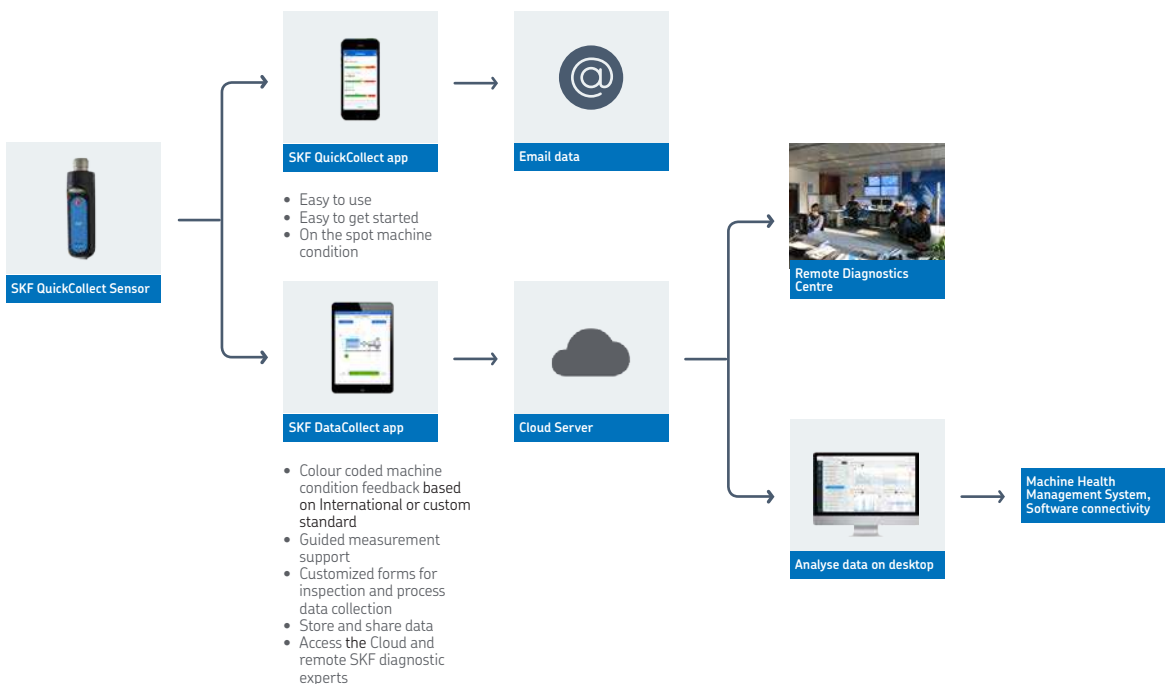 SKF QuickCollect Sensor
SKF QuickCollect app
• Easy to use
• Easy to get started
• On the spot machine
condition
@
Email data
SKF DataCollect app
• Colour coded machine
condition feedback based
on International or custom
standard
• Guided measurement
support
• Customized forms for
inspection and process
data collection
• Store and share data
• Access the Cloud and
remote SKF diagnostic
experts
Cloud Server
Remote Diagnostics
Centre
Analyse data on desktop
Machine Health
Management System,
Software connectivity